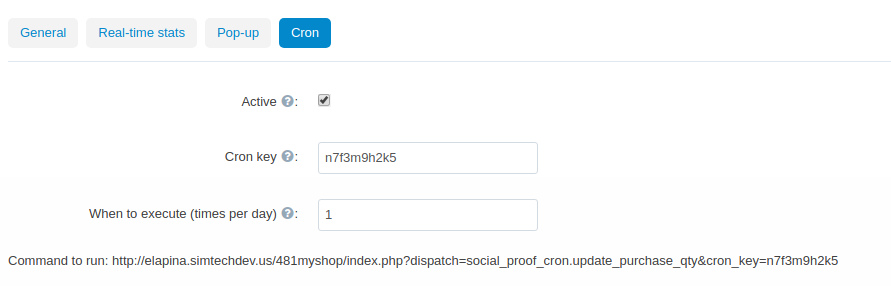 General Real-time stats Pop-up Cron
Active ?:
Cron key ?: n7f3m9h2k5
When to execute (times per day) ?: 1
Command to run: http://elapina.simtechdev.us/481myshop/index.php?dispatch=social_proof_cron.update_purchase_qty&cron_key=n7f3m9h2k5